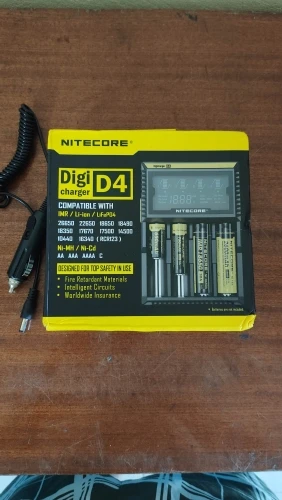 NITECORE®
Digi
charger D4
COMPATIBLE WITH
IMR / Li-ion / LiFePO4
26650 22650 18650 18490
18350 17670 17500 14500
10440 16340 ( RCR123 )
Ni-MH / Ni-Cd
AA AAA AAAA C
DESIGNED FOR TOP SAFETY IN USE
• Fire Retardant Materials
• Intelligent Circuits
• Worldwide Insurance
NITECORE